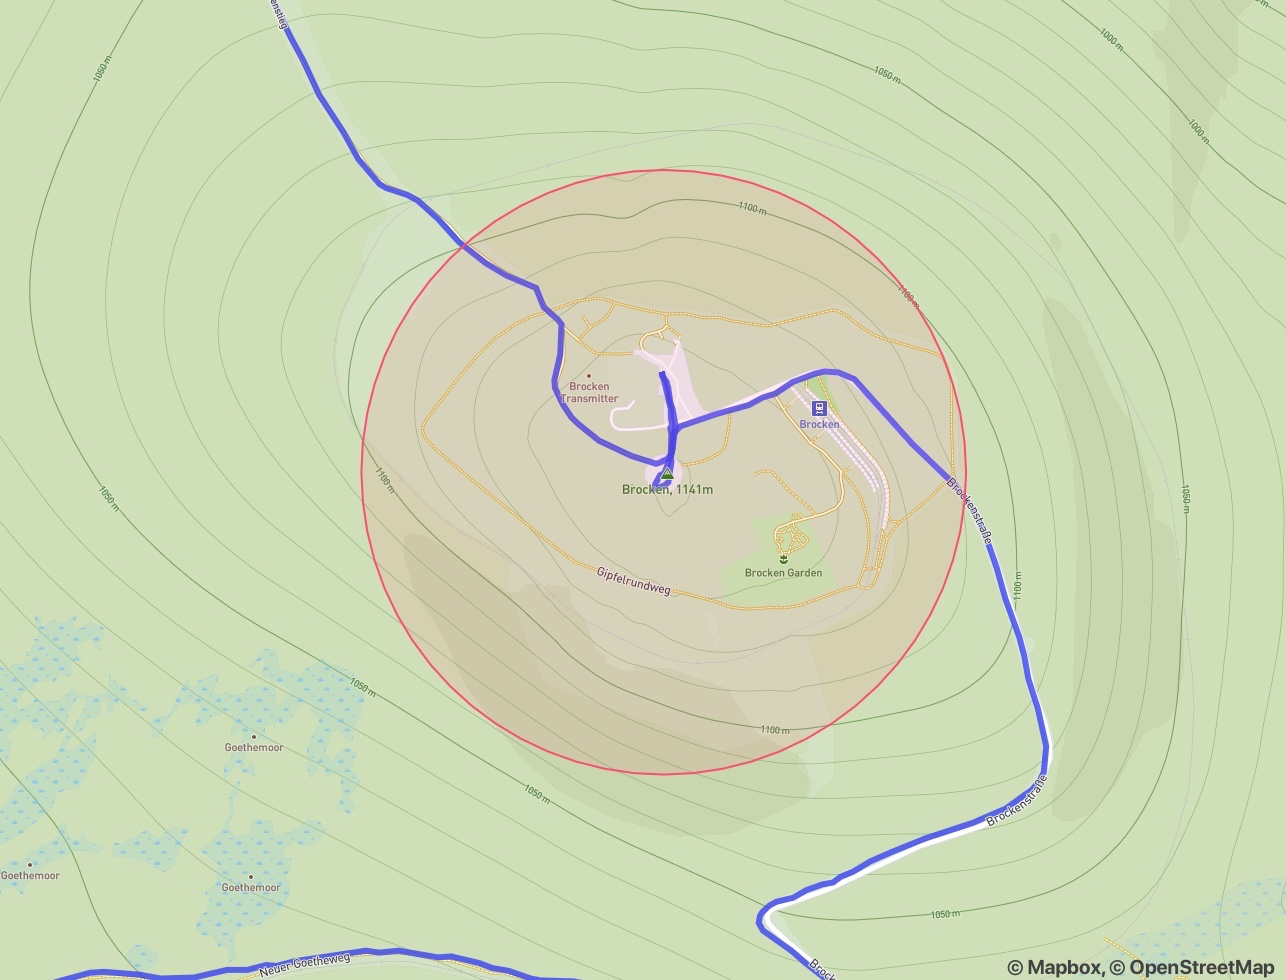 enstieg
1050 m
1050 m
1000 m
1000 m
1100 m
1100 m
Brocken
Transmitter
Brocken
1100 m
Brocken, 1141m
1050 m
Brockenstraße
1050 m
Brocken Garden
Gipfelrundweg
1100 m
1050 m
1100 m
Goethemoor
1050 m
Brockenstraße
Goethemoor
Goethemoor
1050 m
Neuer Goetheweg
Brock
© Mapbox, © OpenStreetMap